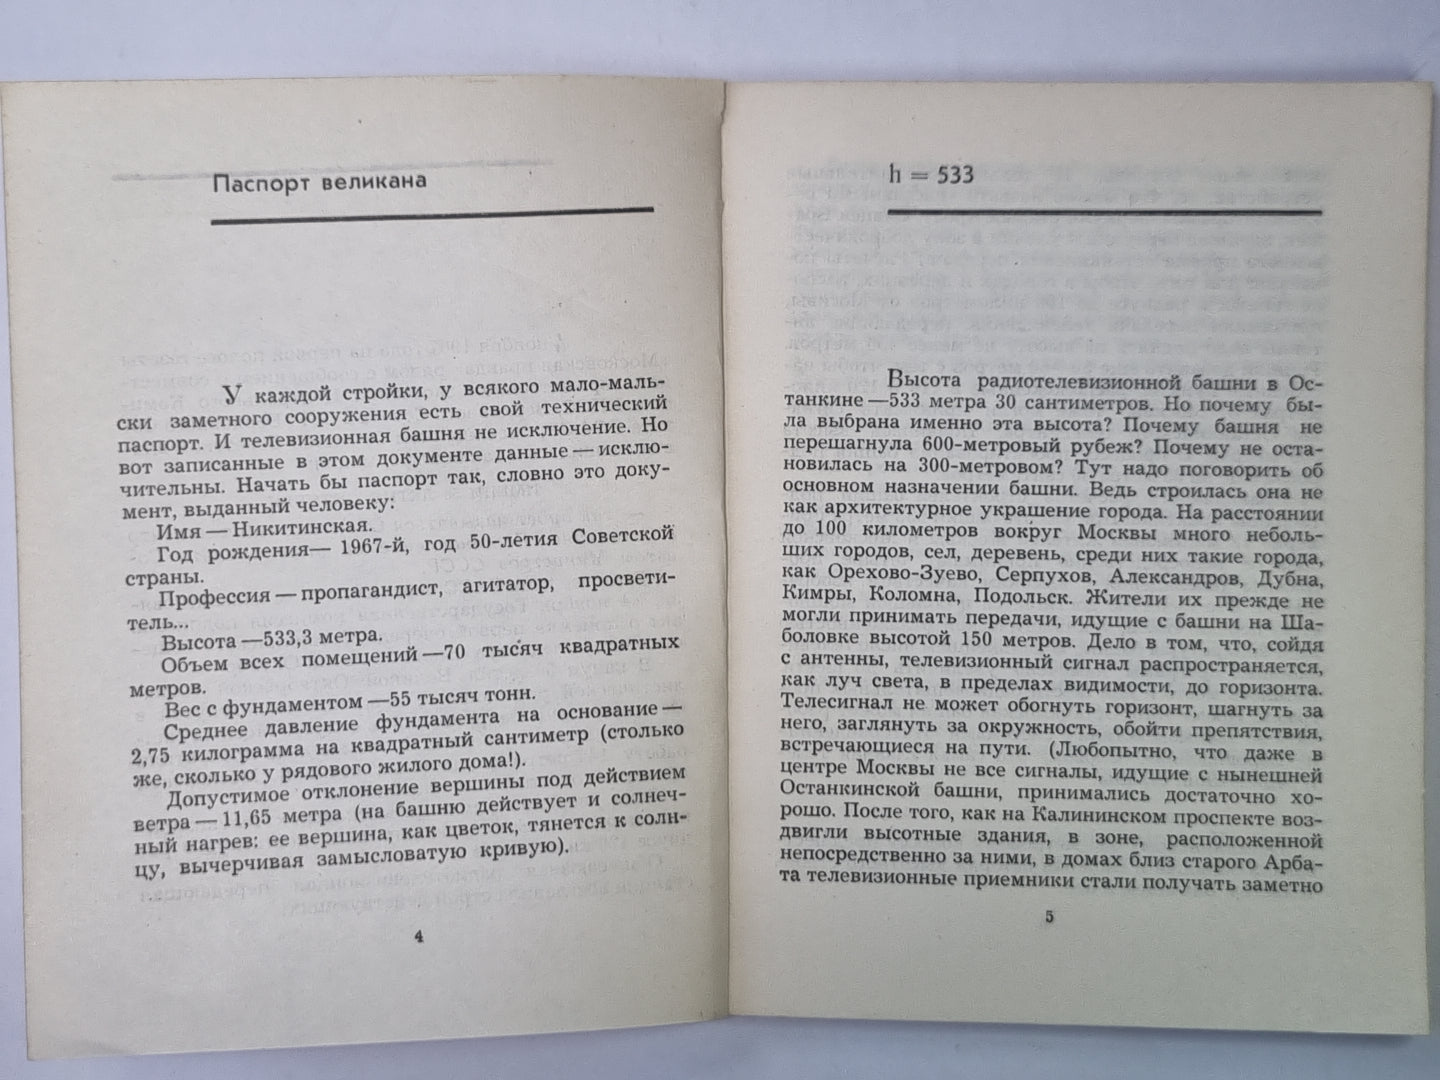 Паспорт великана
У каждой стройки, у всякого мало-маль-
ски заметного сооружения есть свой технический
паспорт. И телевизионная башня не исключение. Но
вот записанные в этом документе данные — исклю-
чительны. Начать бы паспорт так, словно это доку-
мент, выданный человеку:
Имя — Никитинская.
Год рождения — 1967-й, год 50-летия Советской
страны.
Профессия — пропагандист, агитатор, просвети-
тель...
Высота — 533,3 метра.
Объем всех помещений — 70 тысяч квадратных
метров.
Вес с фундаментом — 55 тысяч тонн.
Среднее давление фундамента на основание —
2,75 килограмма на квадратный сантиметр (столько
же, сколько у рядового жилого дома!).
Допустимое отклонение вершины под действием
ветра — 11,65 метра (на башню действует и солнеч-
ный нагрев: ее вершина, как цветок, тянется к солн-
цу, вычерчивая замысловатую кривую).
4
h = 533
Высота радиотелевизионной башни в Ос-
танкине — 533 метра 30 сантиметров. Но почему бы-
ла выбрана именно эта высота? Почему башня не
перешагнула 600-метровый рубеж? Почему не оста-
новилась на 300-метровом? Тут надо поговорить об
основном назначении башни. Ведь строилась она не
как архитектурное украшение города. На расстоянии
до 100 километров вокруг Москвы много неболь-
ших городов, сел, деревень, среди них такие города,
как Орехово-Зуево, Серпухов, Александров, Дубна,
Кимры, Коломна, Подольск. Жители их прежде не
могли принимать передачи, идущие с башни на Ша-
боловке высотой 150 метров. Дело в том, что, сойдя
с антенны, телевизионный сигнал распространяется,
как луч света, в пределах видимости, до горизонта.
Телесигнал не может обогнуть горизонт, шагнуть за
него, заглянуть за окружность, обойти препятствия,
встречающиеся на пути. (Любопытно, что даже в
центре Москвы не все сигналы, идущие с нынешней
Останкинской башни, принимались достаточно хо-
рошо. После того, как на Калининском проспекте воз-
двигли высотные здания, в зоне, расположенной
непосредственно за ними, в домах близ старого Арба-
та телевизионные приемники стали получать заметно
5